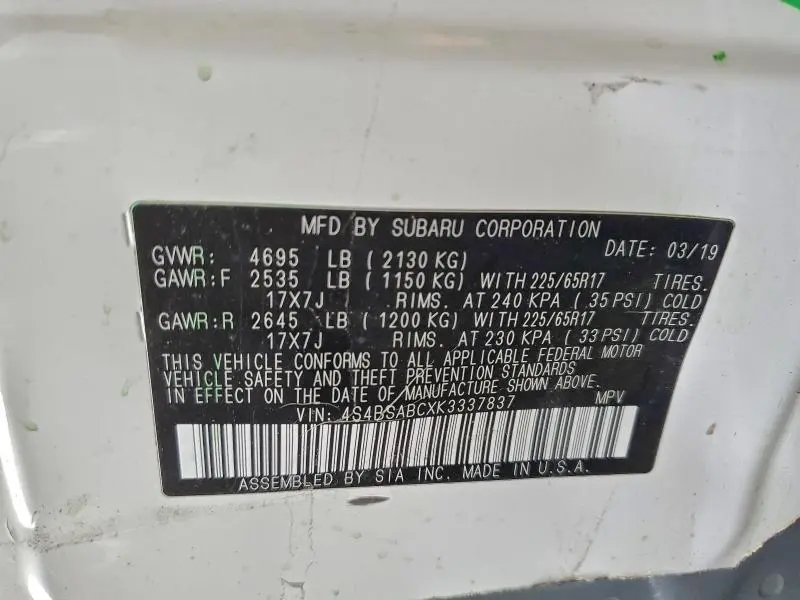 MFD BY SUBARU CORPORATION
DATE: 03/19
GVWR: 4695 LB (2130 KG)
GAWR:F 2535 LB (1150 KG) WITH 225/65R17 TIRES.
17X7J RIMS. AT 240 KPA (35 PSI) COLD
GAWR:R 2645 LB (1200 KG) WITH 225/65R17 TIRES.
17X7J RIMS. AT 230 KPA (33 PSI) COLD
THIS VEHICLE CONFORMS TO ALL APPLICABLE FEDERAL MOTOR
VEHICLE SAFETY AND THEFT PREVENTION STANDARDS
IN EFFECT ON THE DATE OF MANUFACTURE SHOWN ABOVE.
VIN: 4S4BSABCXK3337837 MPV
ASSEMBLED BY SIA INC. MADE IN U.S.A.